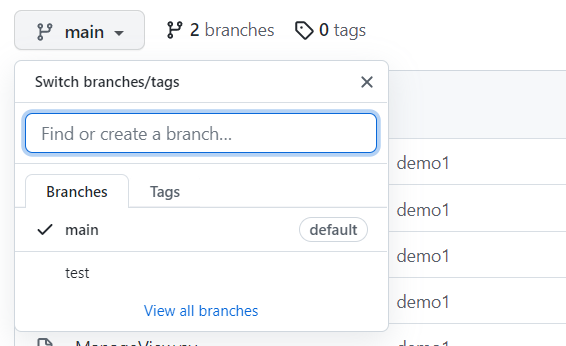 main 2 branches 0 tags
Switch branches/tags
Find or create a branch...
Branches Tags
demo1
main default
demo1
demo1
test
demo1
View all branches
demo1